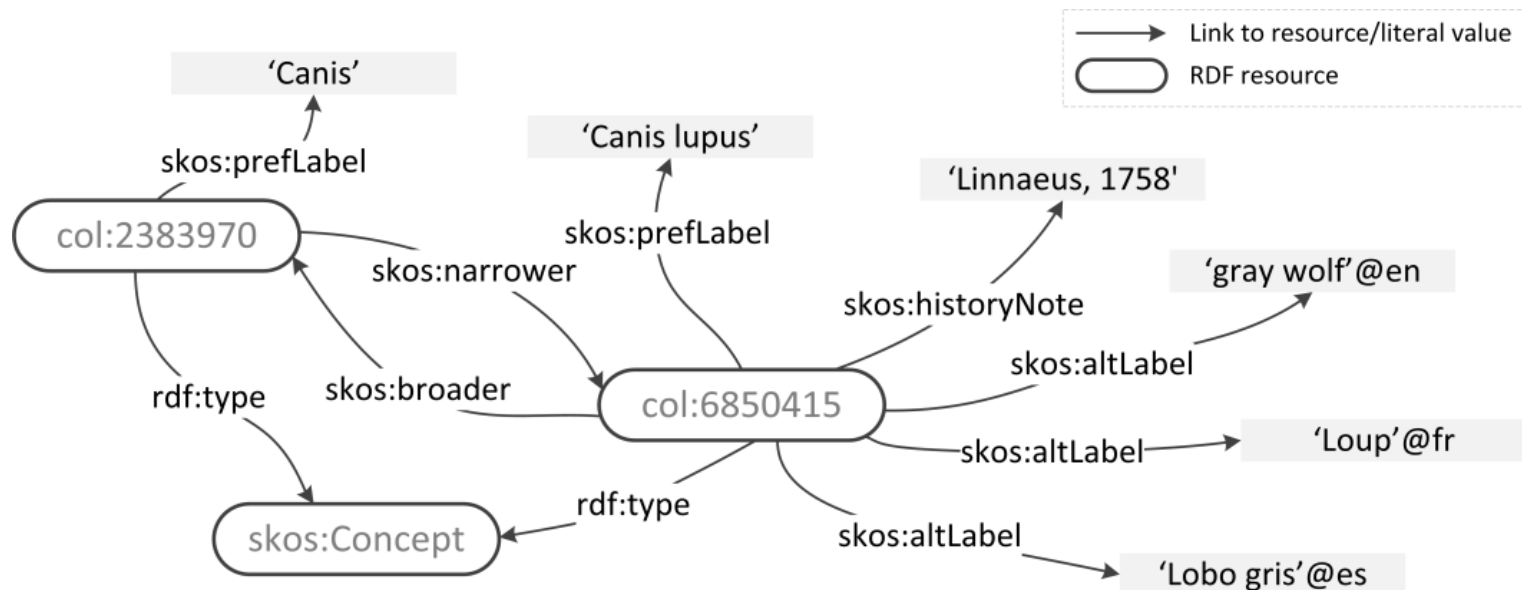 Link to resource/literal value
RDF resource
‘Canis’
skos:prefLabel
‘Canis lupus’
‘Linnaeus, 1758'
col:2383970
skos:prefLabel
skos:narrower
‘gray wolf’@en
skos:historyNote
skos:altLabel
rdf:type
skos:broader
col:6850415
‘Loup’@fr
skos:altLabel
rdf:type
skos:Concept
skos:altLabel
‘Lobo gris’@es